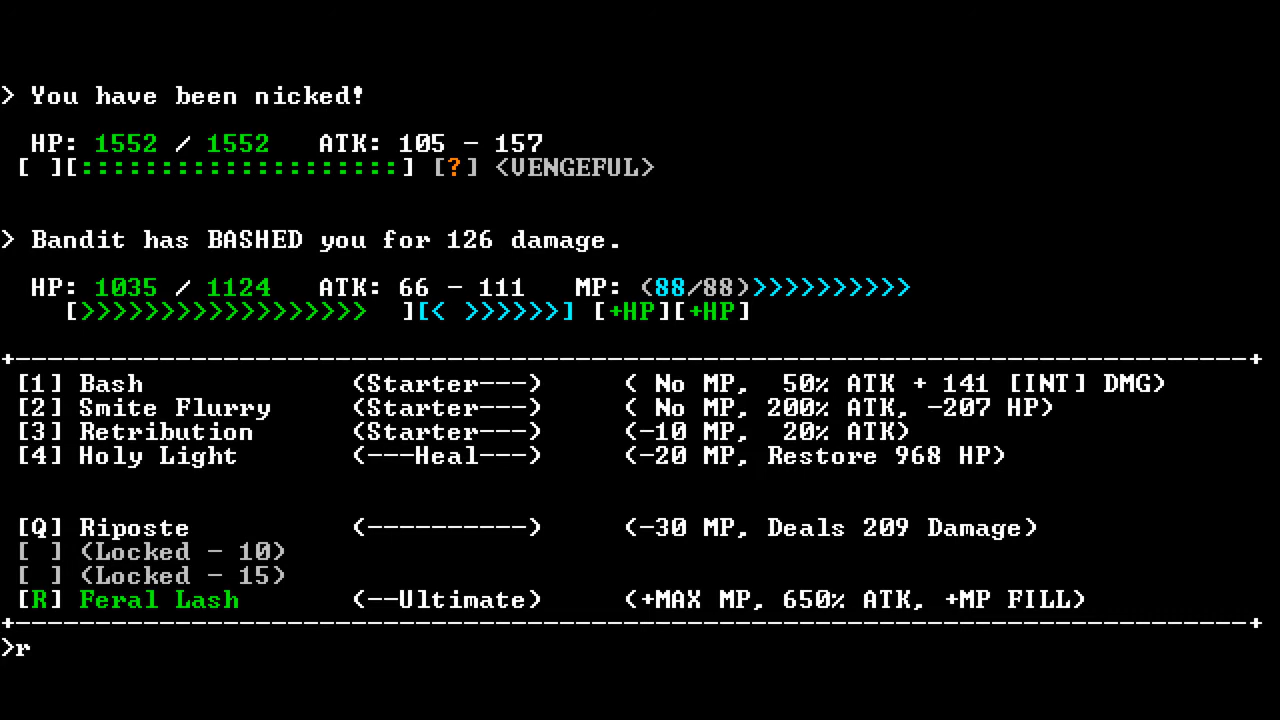 > You have been nicked!
HP: 1552 / 1552   ATK: 105 - 157
[ ][::::::::::::::::::::] [?] <VENGEFUL>
> Bandit has BASHED you for 126 damage.
HP: 1035 / 1124   ATK: 66 - 111   MP: (88/88)>>>>>>>>>>
[>>>>>>>>>>>>>>>>>>  ][< >>>>>>] [+HP][+HP]
+------------------------------------------------------------------------------+
[1] Bash             (Starter---)     ( No MP,  50% ATK + 141 [INT] DMG)
[2] Smite Flurry     (Starter---)     ( No MP, 200% ATK, -207 HP)
[3] Retribution      (Starter---)     (-10 MP,  20% ATK)
[4] Holy Light       (---Heal---)     (-20 MP, Restore 968 HP)
[Q] Riposte          (----------)     (-30 MP, Deals 209 Damage)
[ ] (Locked - 10)
[ ] (Locked - 15)
[R] Feral Lash       (--Ultimate)     (+MAX MP, 650% ATK, +MP FILL)
+------------------------------------------------------------------------------+
>r